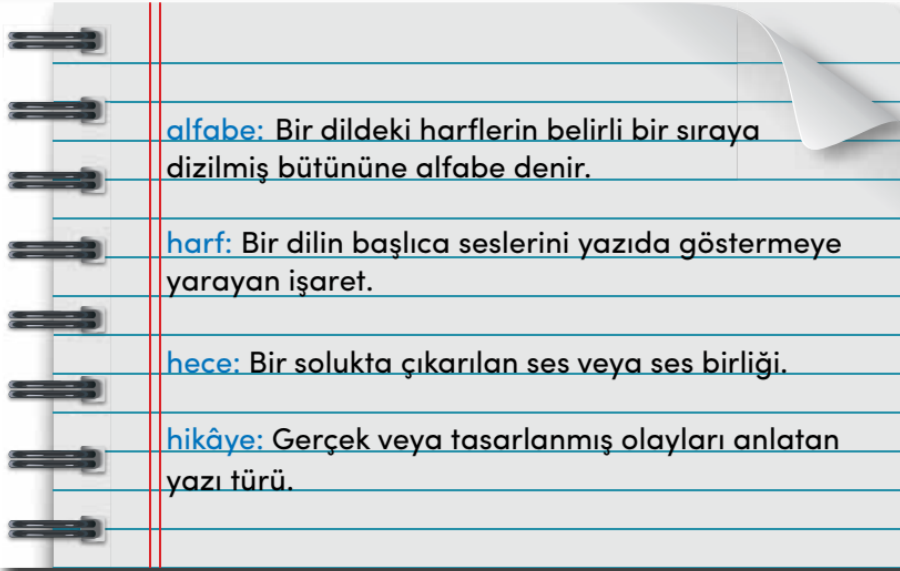 alfabe: Bir dildeki harflerin belirli bir sıraya
dizilmiş bütününe alfabe denir.
harf: Bir dilin başlıca seslerini yazıda göstermeye
yarayan işaret.
hece: Bir solukta çıkarılan ses veya ses birliği.
hikâye: Gerçek veya tasarlanmış olayları anlatan
yazı türü.